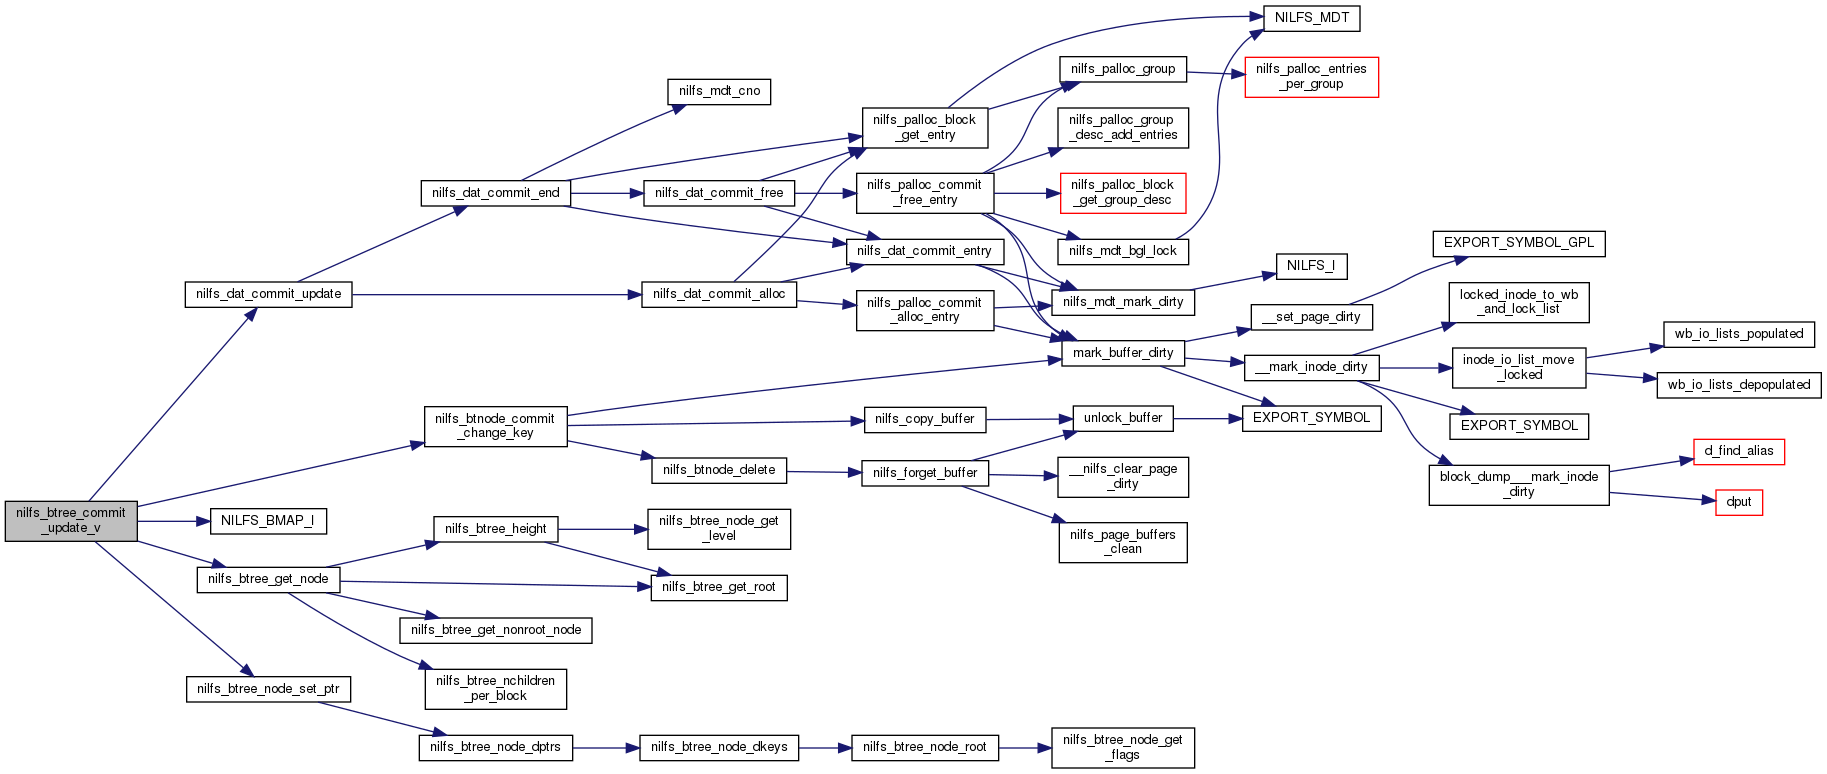 nilfs_btree_commit
_update_v
nilfs_dat_commit_update
nilfs_btnode_commit
_change_key
NILFS_BMAP_I
nilfs_btree_get_node
nilfs_btree_node_set_ptr
nilfs_dat_commit_end
nilfs_dat_commit_alloc
nilfs_mdt_cno
nilfs_dat_commit_free
nilfs_palloc_block
_get_entry
nilfs_palloc_commit
_free_entry
nilfs_dat_commit_entry
nilfs_palloc_commit
_alloc_entry
NILFS_MDT
nilfs_palloc_group
nilfs_palloc_entries
_per_group
nilfs_palloc_group
_desc_add_entries
nilfs_palloc_block
_get_group_desc
nilfs_mdt_bgl_lock
nilfs_mdt_mark_dirty
NILFS_I
mark_buffer_dirty
__set_page_dirty
EXPORT_SYMBOL_GPL
__mark_inode_dirty
locked_inode_to_wb
_and_lock_list
inode_io_list_move
_locked
wb_io_lists_populated
wb_io_lists_depopulated
EXPORT_SYMBOL
EXPORT_SYMBOL
block_dump___mark_inode
_dirty
d_find_alias
dput
nilfs_copy_buffer
unlock_buffer
nilfs_btnode_delete
nilfs_forget_buffer
__nilfs_clear_page
_dirty
nilfs_page_buffers
_clean
nilfs_btree_height
nilfs_btree_node_get
_level
nilfs_btree_get_root
nilfs_btree_get_nonroot_node
nilfs_btree_nchildren
_per_block
nilfs_btree_node_dptrs
nilfs_btree_node_dkeys
nilfs_btree_node_root
nilfs_btree_node_get
_flags